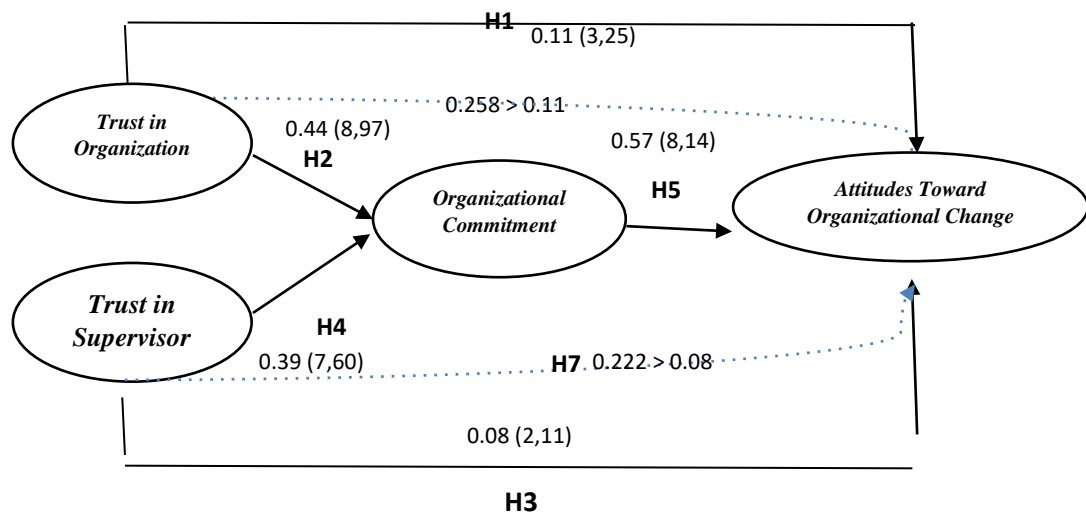 H1
0.11 (3,25)
Trust in
Organization
0.258 > 0.11
0.44 (8,97)
H2
0.57 (8,14)
H5
Organizational
Commitment
Attitudes Toward
Organizational Change
Trust in
Supervisor
H4
0.39 (7,60)
H7
0.222 > 0.08
0.08 (2,11)
H3